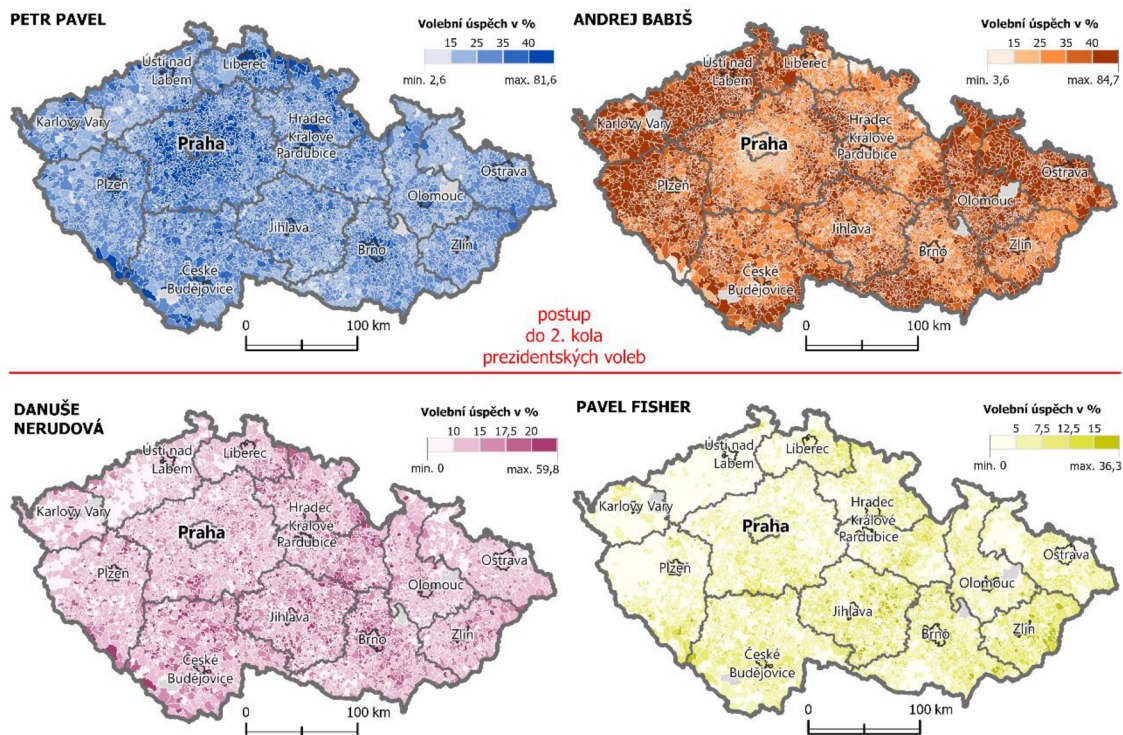 PETR PAVEL
Volební úspěch v %
15 25 35 40
min. 2,6 max. 81,6
Ústí nad
Labem
Liberec
Karlovy Vary
Praha
Hradec
Králové
Pardubice
Plzeň
Ostrava
Olomouc
Jihlava
Brno
Zlín
České
Budějovice
0 100 km
ANDREJ BABIŠ
Volební úspěch v %
15 25 35 40
min. 3,6 max. 84,7
Ústí nad
Labem
Liberec
Karlovy Vary
Praha
Hradec
Králové
Pardubice
Plzeň
Ostrava
Olomouc
Jihlava
Brno
Zlín
České
Budějovice
0 100 km
postup
do 2. kola
prezidentských voleb
DANUŠE
NERUDOVÁ
Volební úspěch v %
10 15 17,5 20
min. 0 max. 59,8
Ústí nad
Labem
Liberec
Karlovy Vary
Praha
Hradec
Králové
Pardubice
Plzeň
Ostrava
Olomouc
Jihlava
Brno
Zlín
České
Budějovice
0 100 km
PAVEL FISHER
Volební úspěch v %
5 7,5 12,5 15
min. 0 max. 36,3
Ústí nad
Labem
Liberec
Karlovy Vary
Praha
Hradec
Králové
Pardubice
Plzeň
Ostrava
Olomouc
Jihlava
Brno
Zlín
České
Budějovice
0 100 km